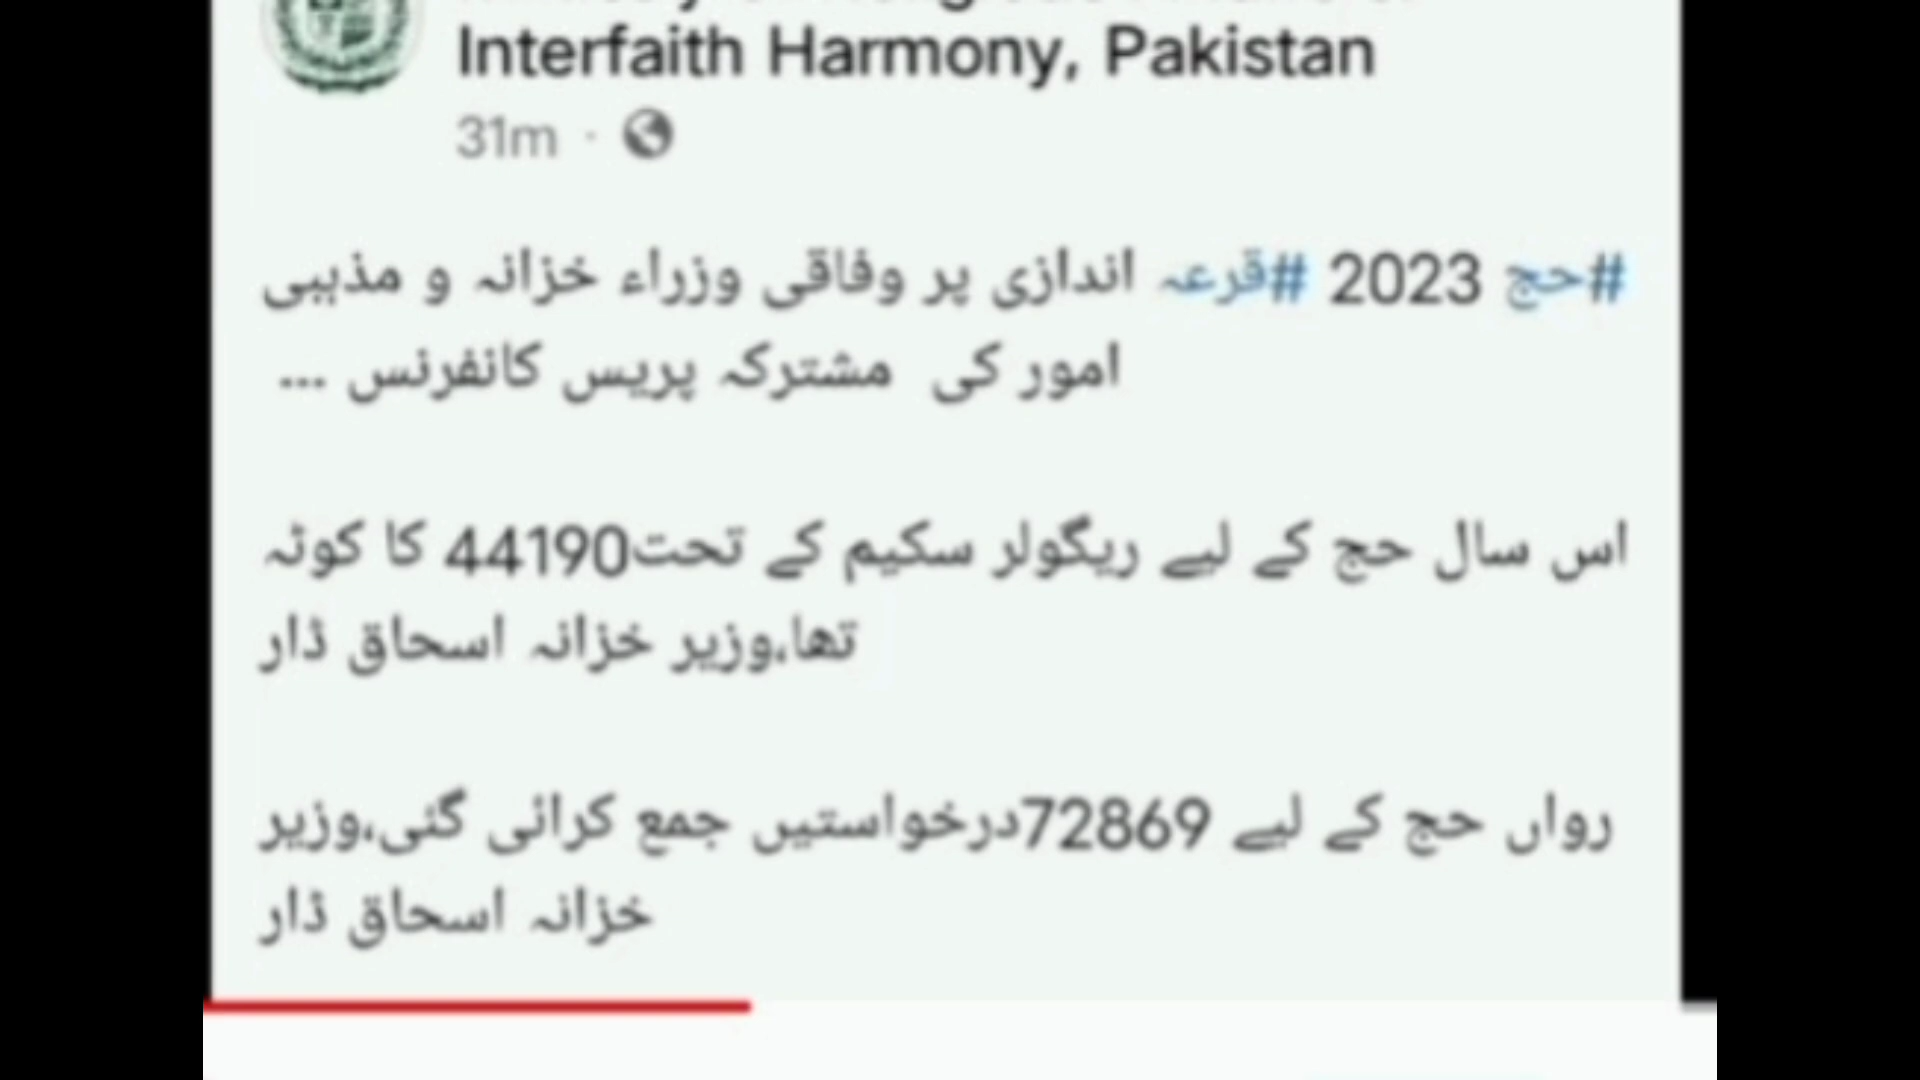 Interfaith Harmony, Pakistan
31m ·
#حج 2023 #قرعہ اندازی پر وفاقی وزراء خزانہ و مذہبی
امور کی مشترکہ پریس کانفرنس ...
اس سال حج کے لیے ریگولر سکیم کے تحت44190 کا کوٹہ
تھا،وزیر خزانہ اسحاق ڈار
رواں حج کے لیے 72869درخواستیں جمع کرائی گئی،وزیر
خزانہ اسحاق ڈار